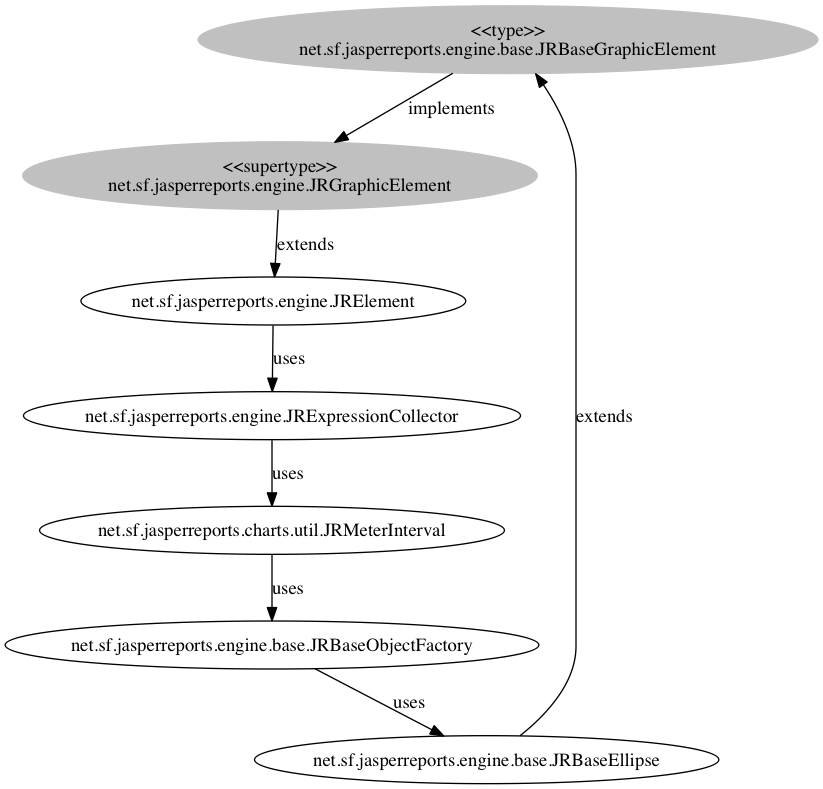 <<type>>
net.sf.jasperreports.engine.base.JRBaseGraphicElement
implements
<<supertype>>
net.sf.jasperreports.engine.JRGraphicElement
extends
net.sf.jasperreports.engine.JRElement
uses
net.sf.jasperreports.engine.JRExpressionCollector
extends
uses
net.sf.jasperreports.charts.util.JRMeterInterval
uses
net.sf.jasperreports.engine.base.JRBaseObjectFactory
uses
net.sf.jasperreports.engine.base.JRBaseEllipse